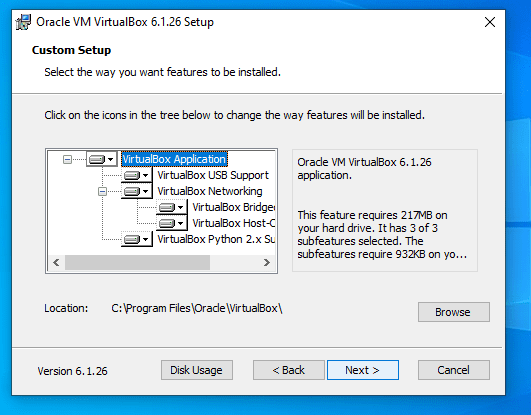 Oracle VM VirtualBox 6.1.26 Setup
Custom Setup
Select the way you want features to be installed.
Click on the icons in the tree below to change the way features will be installed.
VirtualBox Application
VirtualBox USB Support
VirtualBox Networking
VirtualBox Bridged
VirtualBox Host-O
VirtualBox Python 2.x Su
Oracle VM VirtualBox 6.1.26
application.
This feature requires 217MB on
your hard drive. It has 3 of 3
subfeatures selected. The
subfeatures require 932KB on yo...
Location: C:\Program Files\Oracle\VirtualBox\
Browse
Version 6.1.26
Disk Usage
< Back
Next >
Cancel